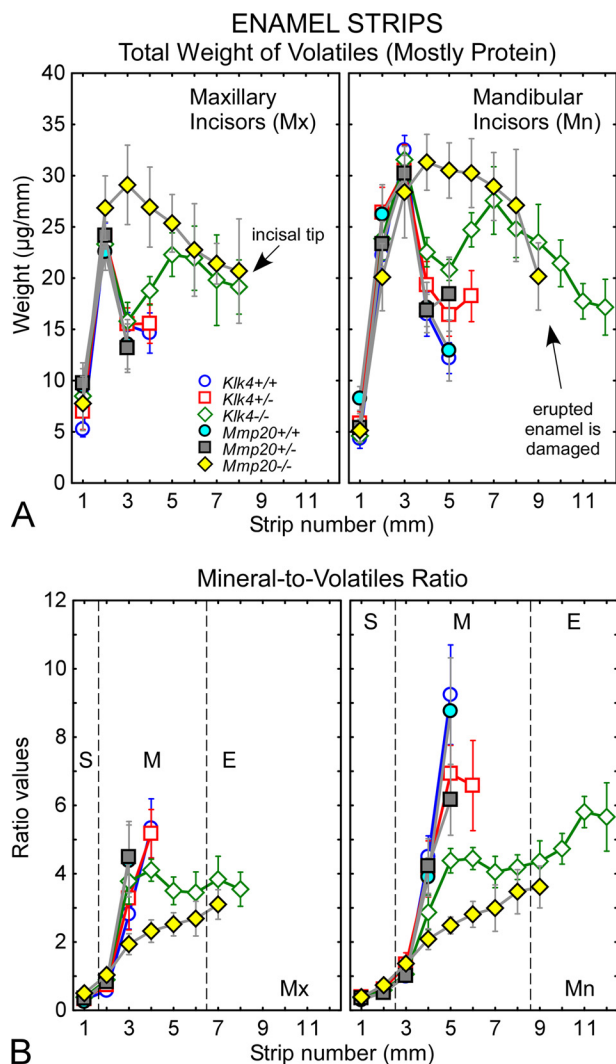 ENAMEL STRIPS
Total Weight of Volatiles (Mostly Protein)
40
35
30
25
20
15
10
5
0
Weight (µg/mm)
Maxillary
Incisors (Mx)
incisal tip
Klk4+/+
Klk4+/-
Klk4-/-
Mmp20+/+
Mmp20+/-
Mmp20-/-
Mandibular
Incisors (Mn)
erupted
enamel is
damaged
1 3 5 7 9 11
1 3 5 7 9 11
Strip number (mm)
A
Mineral-to-Volatiles Ratio
12
10
8
6
4
2
0
Ratio values
S M E
Mx
S M E
Mn
1 3 5 7 9 11
1 3 5 7 9 11
Strip number (mm)
B